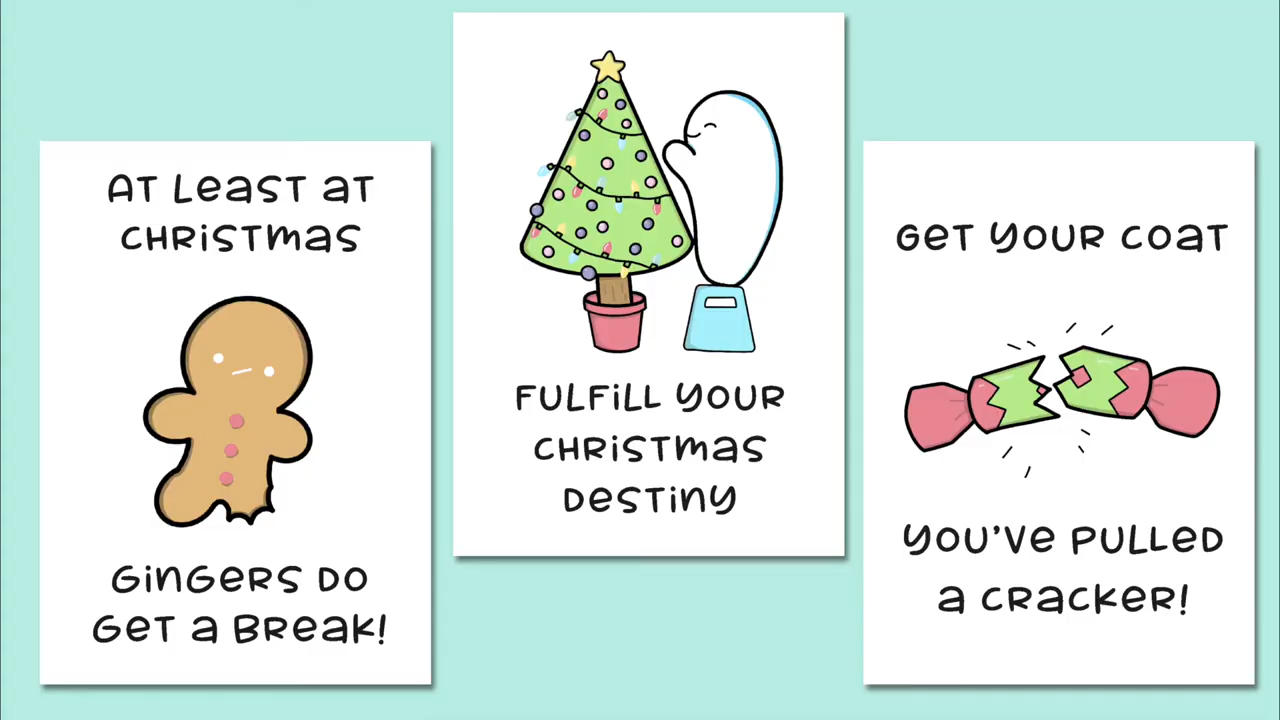 At Least at
Christmas
Gingers do
get a break!
Fulfill your
Christmas
destiny
Get your coat
You've pulled
a cracker!